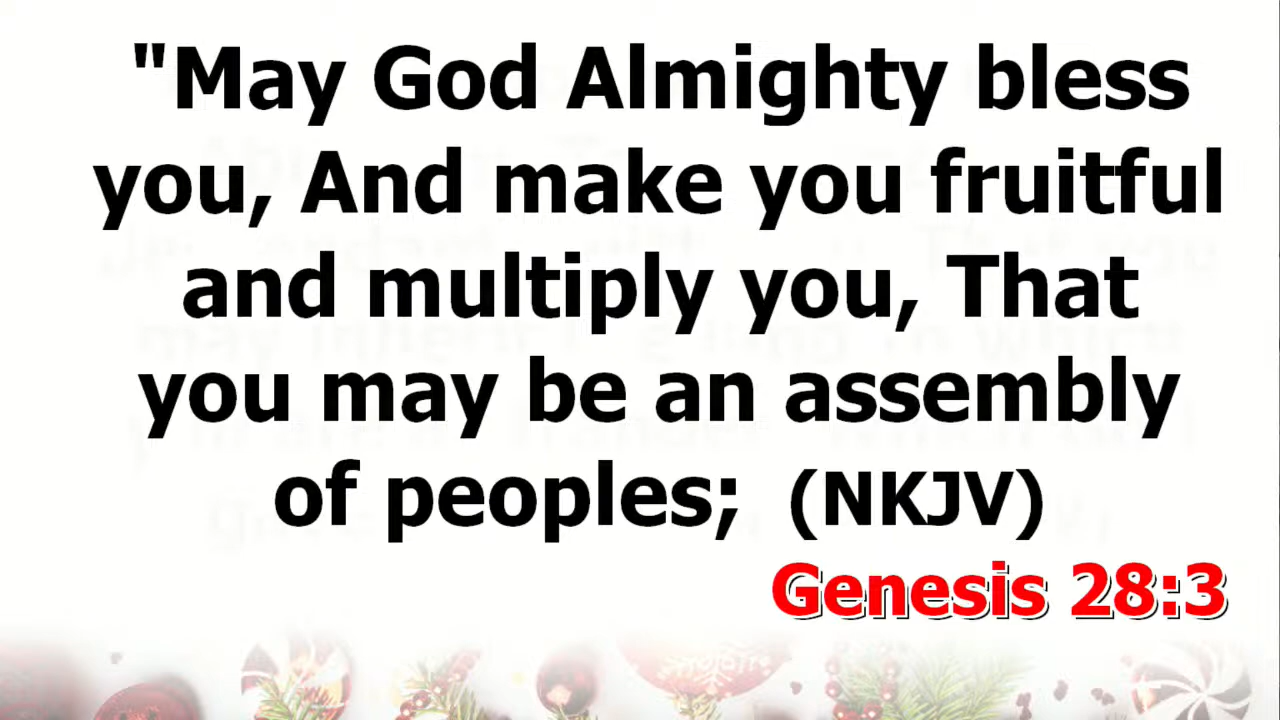 "May God Almighty bless
you, And make you fruitful
and multiply you, That
you may be an assembly
of peoples; (NKJV)
Genesis 28:3